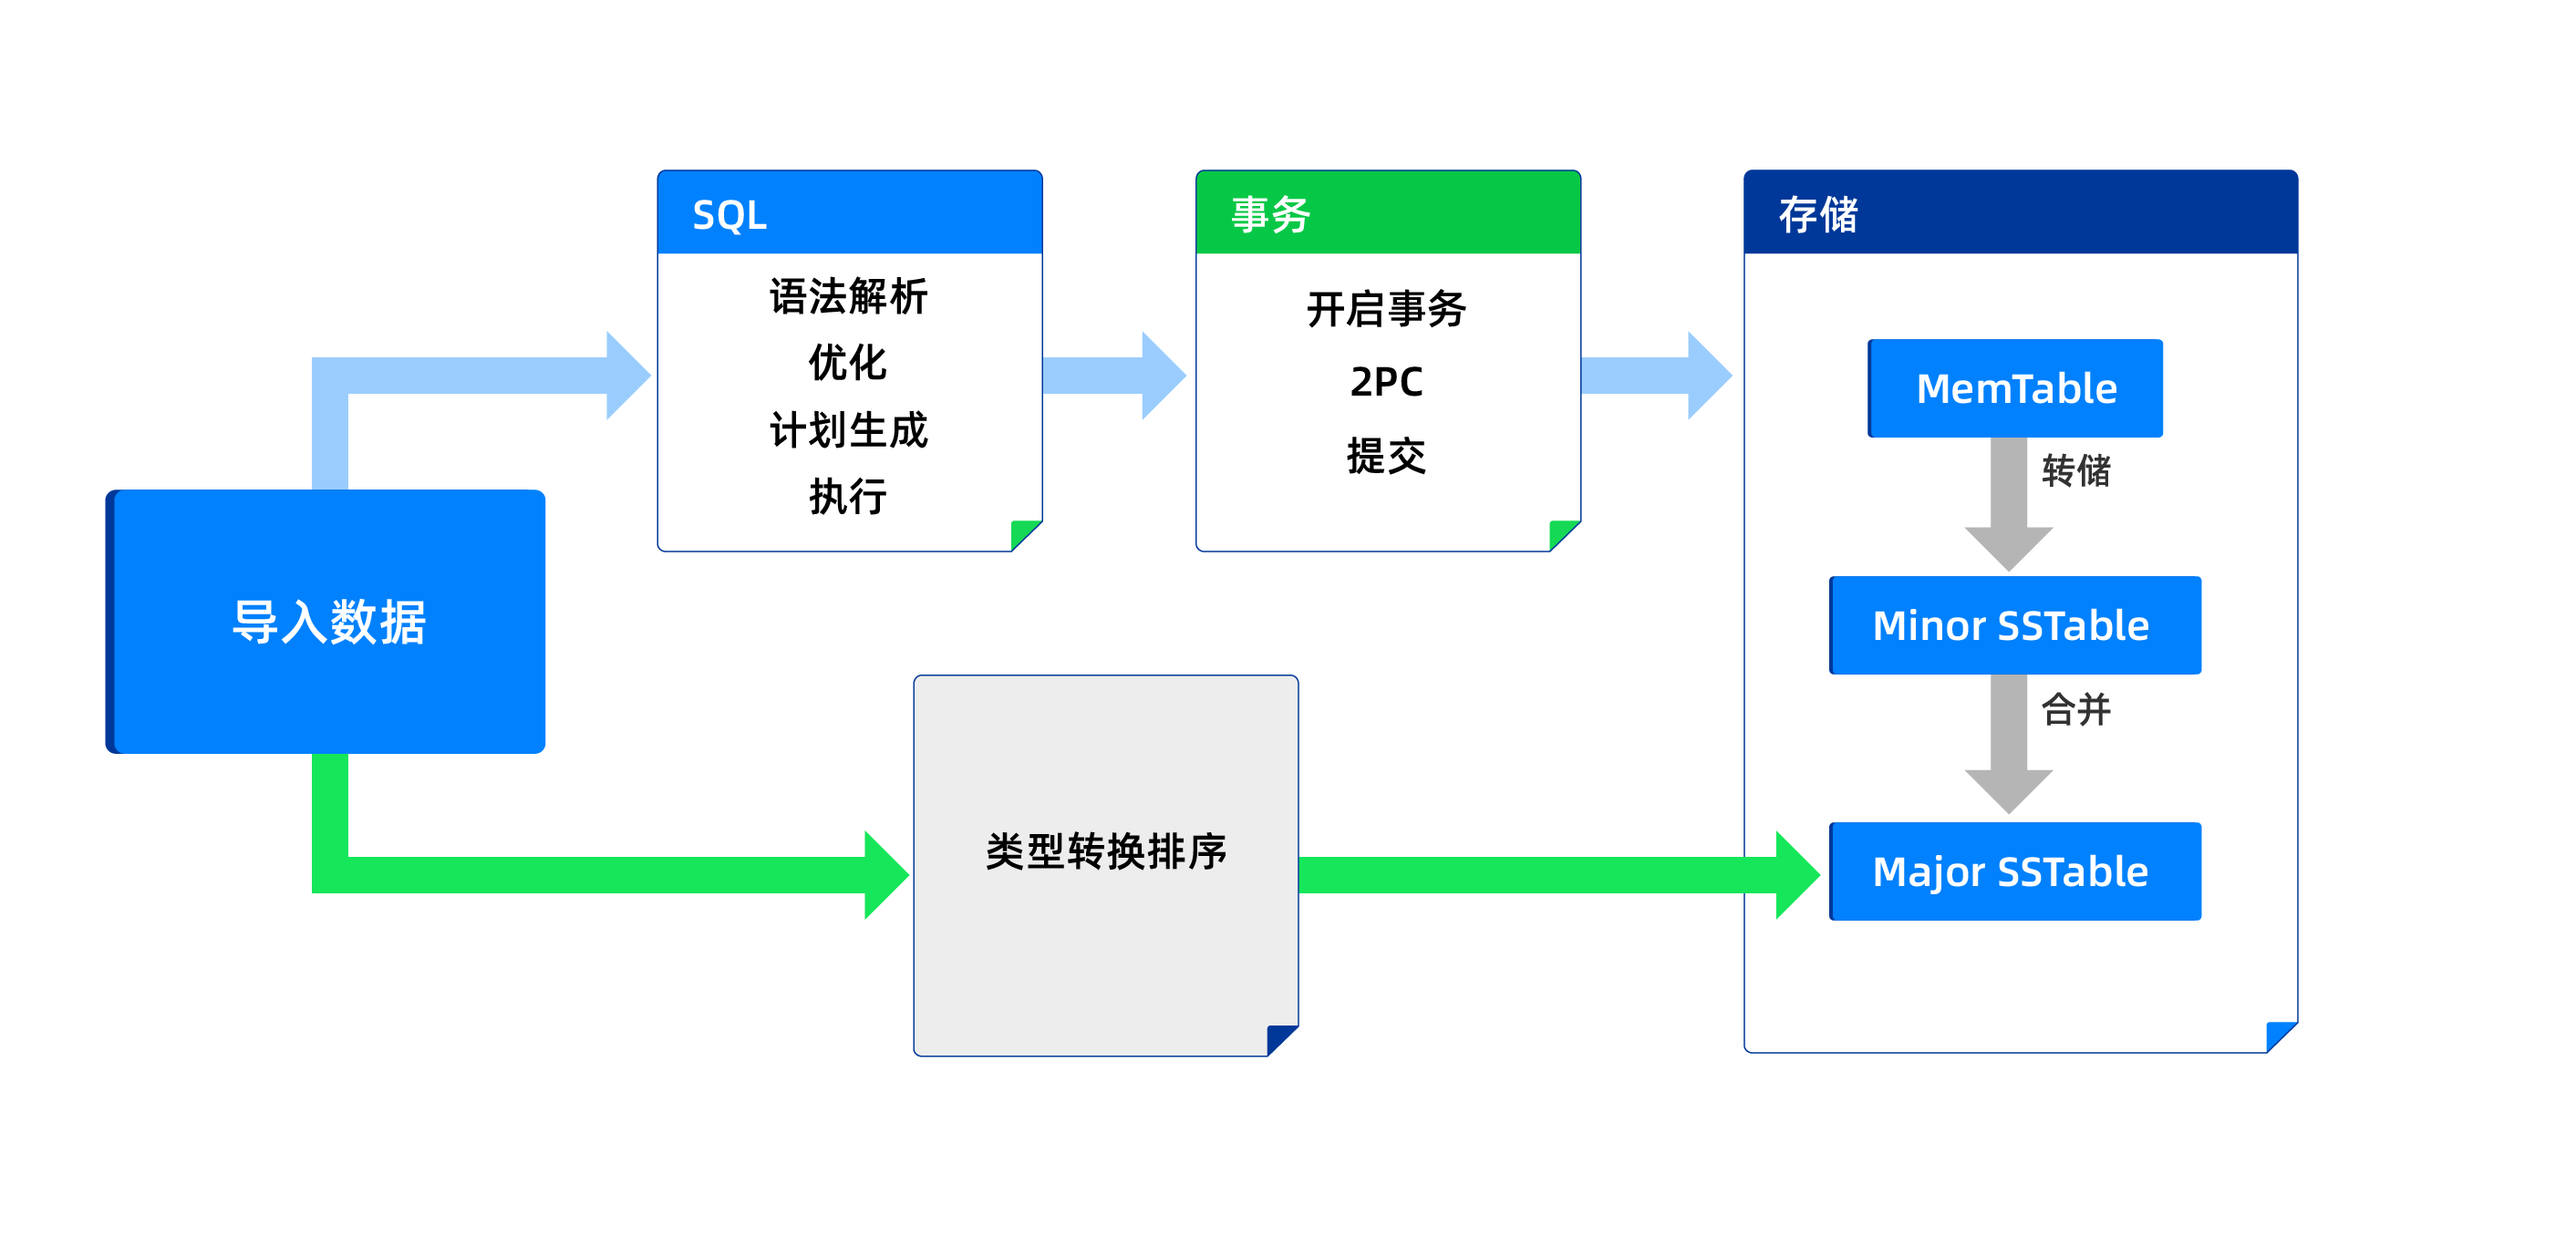 导入数据
SQL
语法解析
优化
计划生成
执行
事务
开启事务
2PC
提交
类型转换排序
存储
MemTable
转储
Minor SSTable
合并
Major SSTable